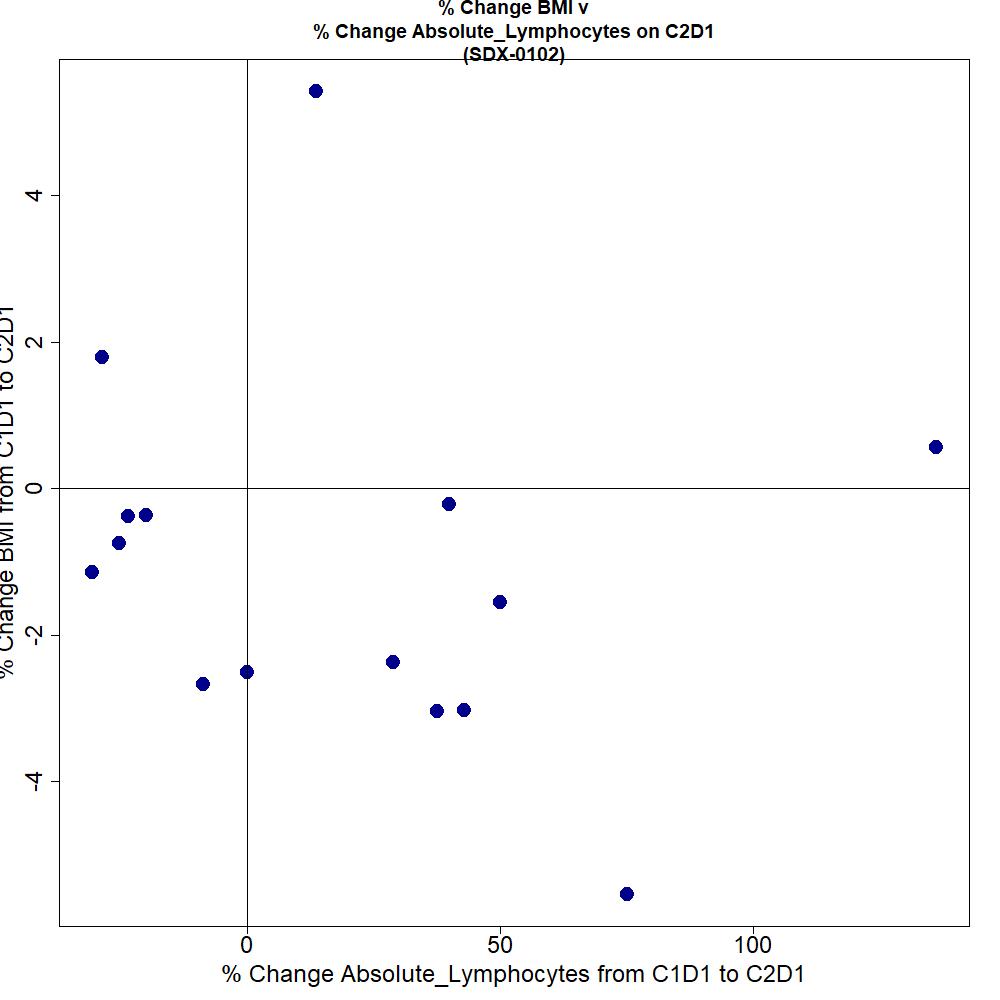 % Change BMI v
% Change Absolute_Lymphocytes on C2D1
(SDX-0102)
% Change BMI from C1D1 to C2D1
4
2
0
-2
-4
0
50
100
% Change Absolute_Lymphocytes from C1D1 to C2D1